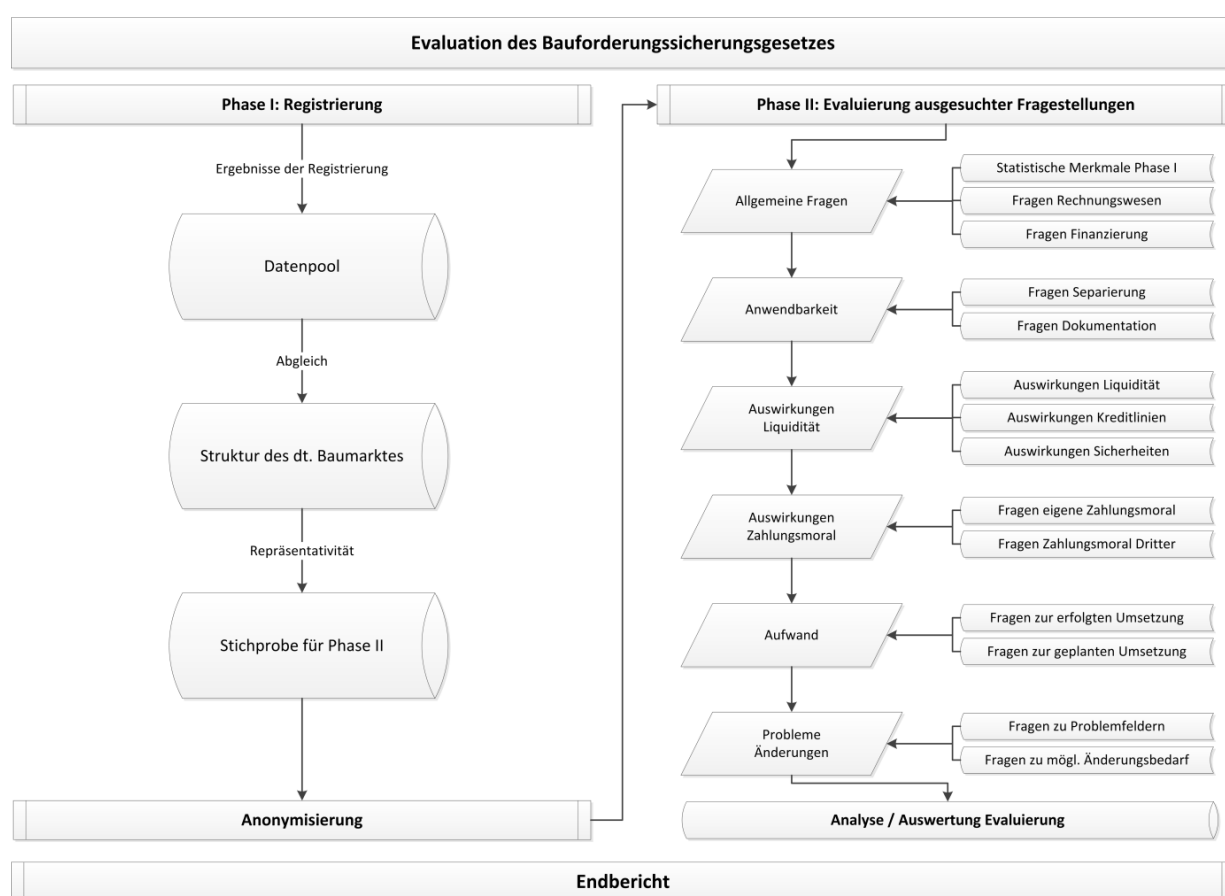 Evaluation des Bauforderungssicherungsgesetzes
Phase I: Registrierung
Ergebnisse der Registrierung
Datenpool
Abgleich
Struktur des dt. Baumarktes
Repräsentativität
Stichprobe für Phase II
Anonymisierung
Phase II: Evaluierung ausgesuchter Fragestellungen
Allgemeine Fragen
Statistische Merkmale Phase I
Fragen Rechnungswesen
Fragen Finanzierung
Anwendbarkeit
Fragen Separierung
Fragen Dokumentation
Auswirkungen
Liquidität
Auswirkungen Liquidität
Auswirkungen Kreditlinien
Auswirkungen Sicherheiten
Auswirkungen
Zahlungsmoral
Fragen eigene Zahlungsmoral
Fragen Zahlungsmoral Dritter
Aufwand
Fragen zur erfolgten Umsetzung
Fragen zur geplanten Umsetzung
Probleme
Änderungen
Fragen zu Problemfeldern
Fragen zu mögl. Änderungsbedarf
Analyse / Auswertung Evaluierung
Endbericht